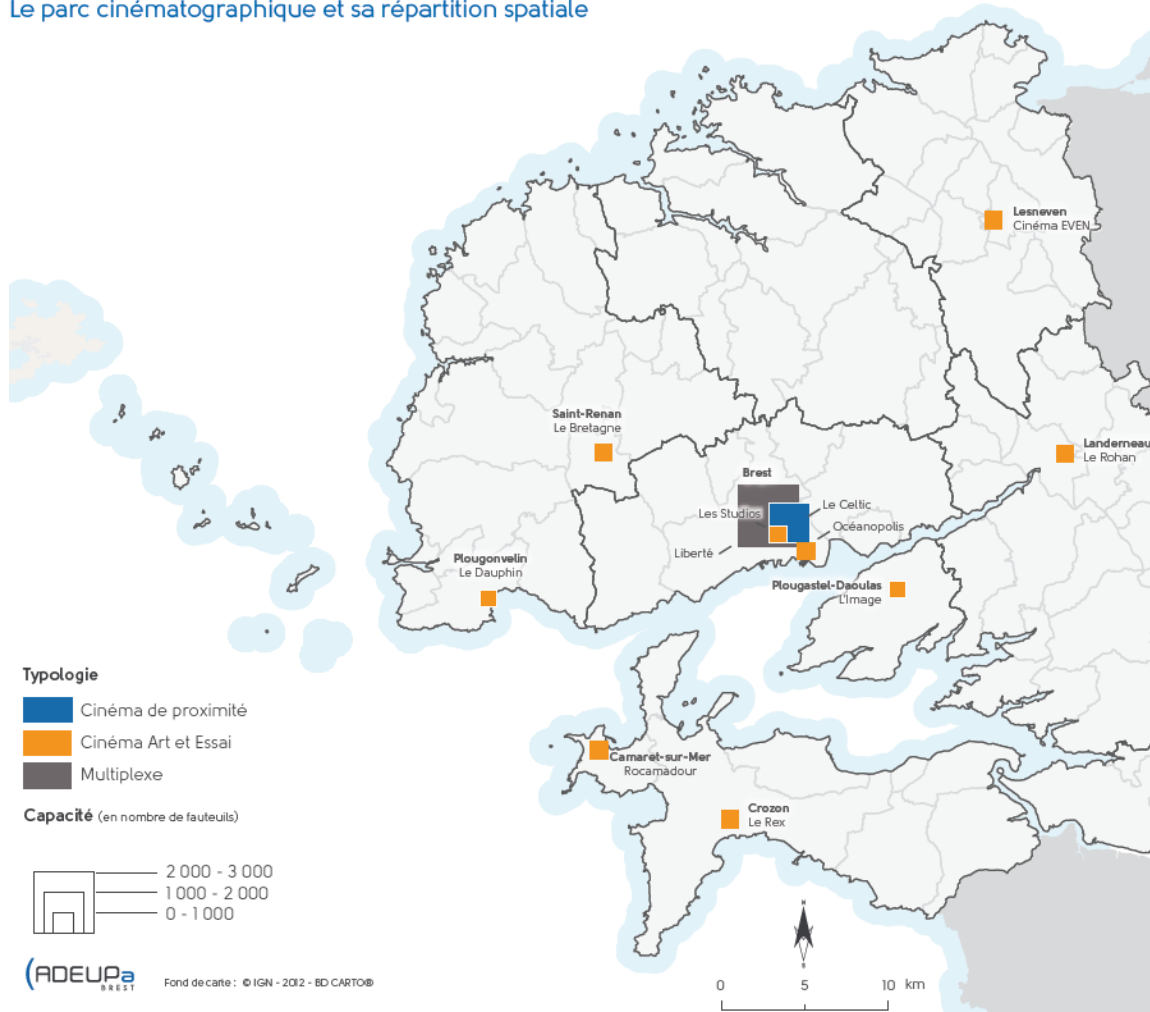 Le parc cinématographique et sa répartition spatiale
Lesneven
Cinéma EVEN
Saint-Renan
Le Bretagne
Landerneau
Le Rohan
Brest
Le Celtic
Les Studios
Océanopolis
Liberté
Plougonvelin
Le Dauphin
Plougastel-Daoulas
L'Image
Camaret-sur-Mer
Rocamadour
Crozon
Le Rex
Typologie
Cinéma de proximité
Cinéma Art et Essai
Multiplexe
Capacité (en nombre de fauteuils)
2 000 - 3 000
1 000 - 2 000
0 - 1 000
N
S
0 5 10 km
ADEUPa
BREST
Fond de carte : © IGN - 2012 - BD CARTO®